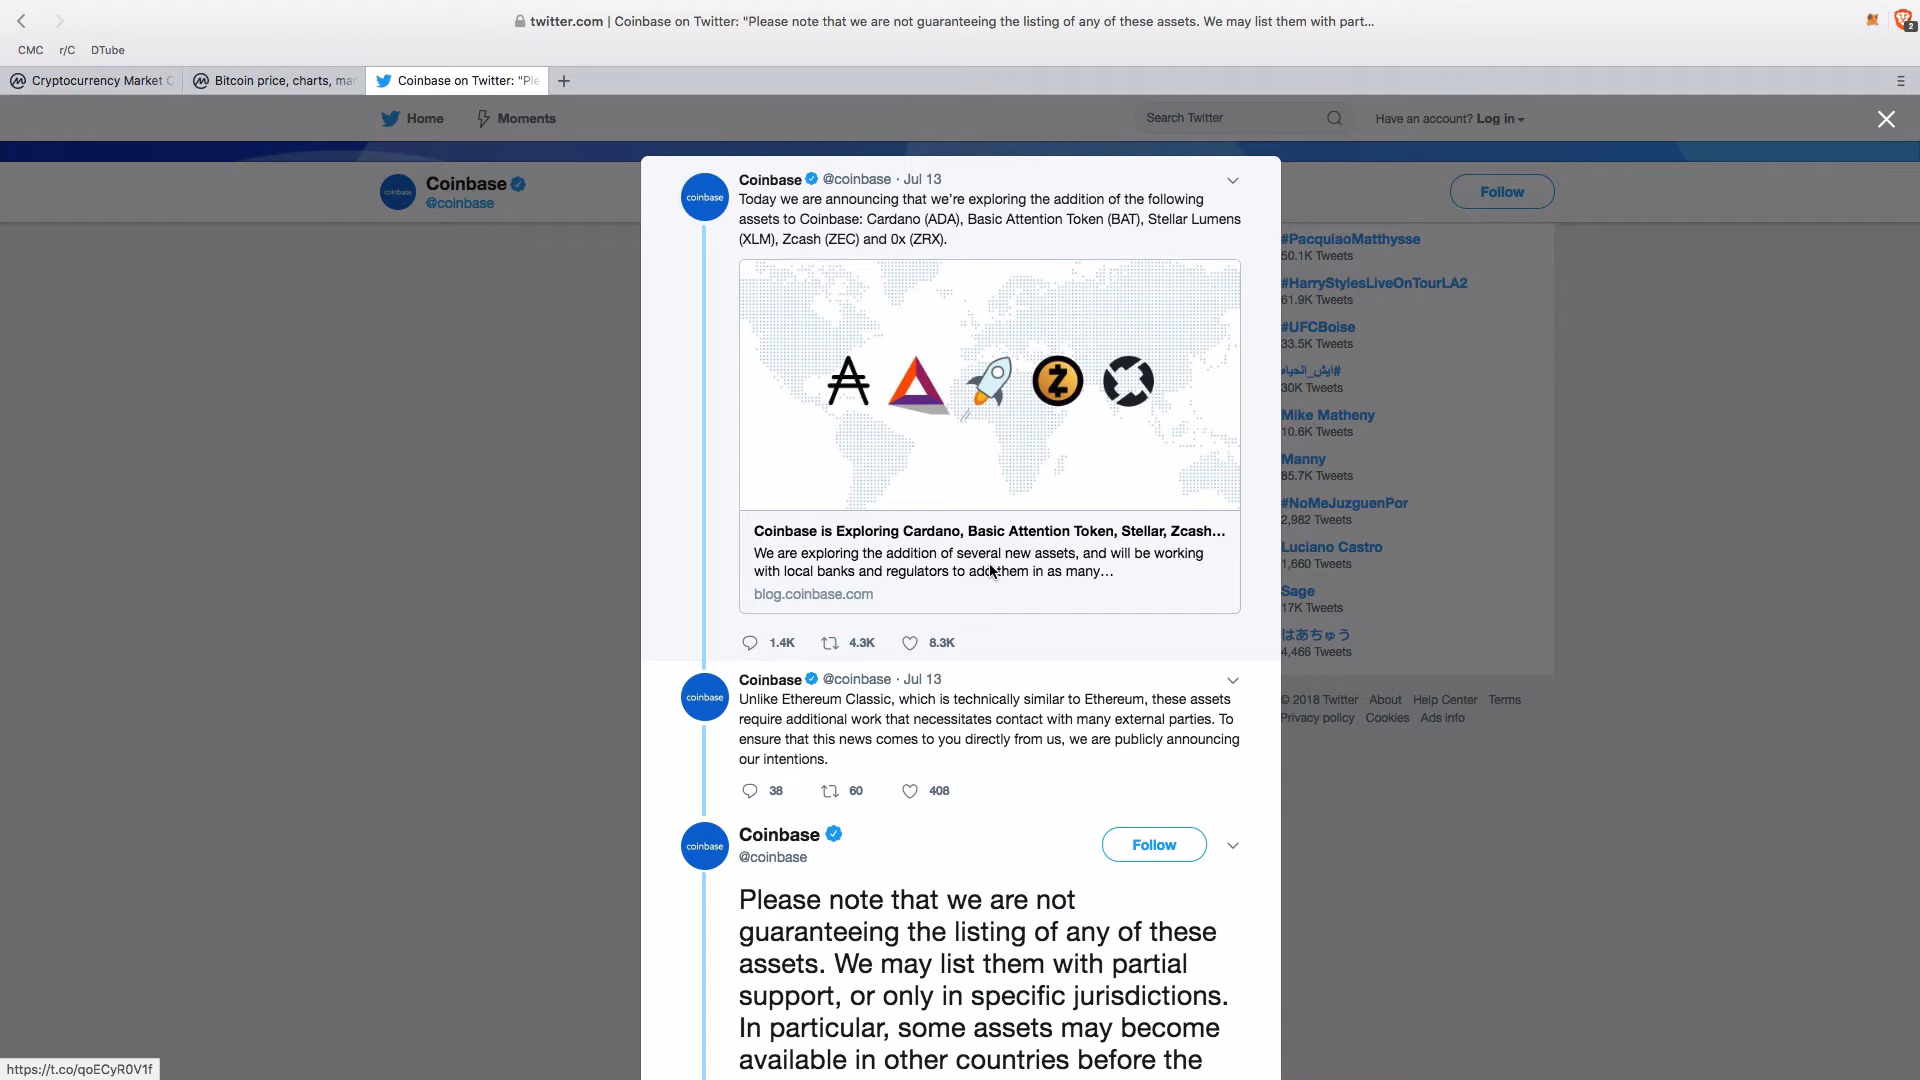 twitter.com | Coinbase on Twitter: "Please note that we are not guaranteeing the listing of any of these assets. We may list them with part...
2
CMC r/C DTube
Cryptocurrency Market C
Bitcoin price, charts, mar
Coinbase on Twitter: "Ple
Home Moments Search Twitter Have an account? Log in
coinbase
Coinbase
@coinbase
Follow
coinbase
Coinbase @coinbase · Jul 13
Today we are announcing that we're exploring the addition of the following
assets to Coinbase: Cardano (ADA), Basic Attention Token (BAT), Stellar Lumens
(XLM), Zcash (ZEC) and 0x (ZRX).
Coinbase is Exploring Cardano, Basic Attention Token, Stellar, Zcash...
We are exploring the addition of several new assets, and will be working
with local banks and regulators to add them in as many...
blog.coinbase.com
1.4K 4.3K 8.3K
coinbase
Coinbase @coinbase · Jul 13
Unlike Ethereum Classic, which is technically similar to Ethereum, these assets
require additional work that necessitates contact with many external parties. To
ensure that this news comes to you directly from us, we are publicly announcing
our intentions.
38 60 408
coinbase
Coinbase
@coinbase
Follow
Please note that we are not
guaranteeing the listing of any of these
assets. We may list them with partial
support, or only in specific jurisdictions.
In particular, some assets may become
available in other countries before the
#PacquiaoMatthysse
50.1K Tweets
#HarryStylesLiveOnTourLA2
61.9K Tweets
#UFCBoise
33.5K Tweets
#ايش_الحياه
30K Tweets
Mike Matheny
10.6K Tweets
Manny
85.7K Tweets
#NoMeJuzguenPor
2,982 Tweets
Luciano Castro
1,660 Tweets
Sage
17K Tweets
はあちゅう
4,466 Tweets
© 2018 Twitter About Help Center Terms
Privacy policy Cookies Ads info
https://t.co/qoECyR0V1f